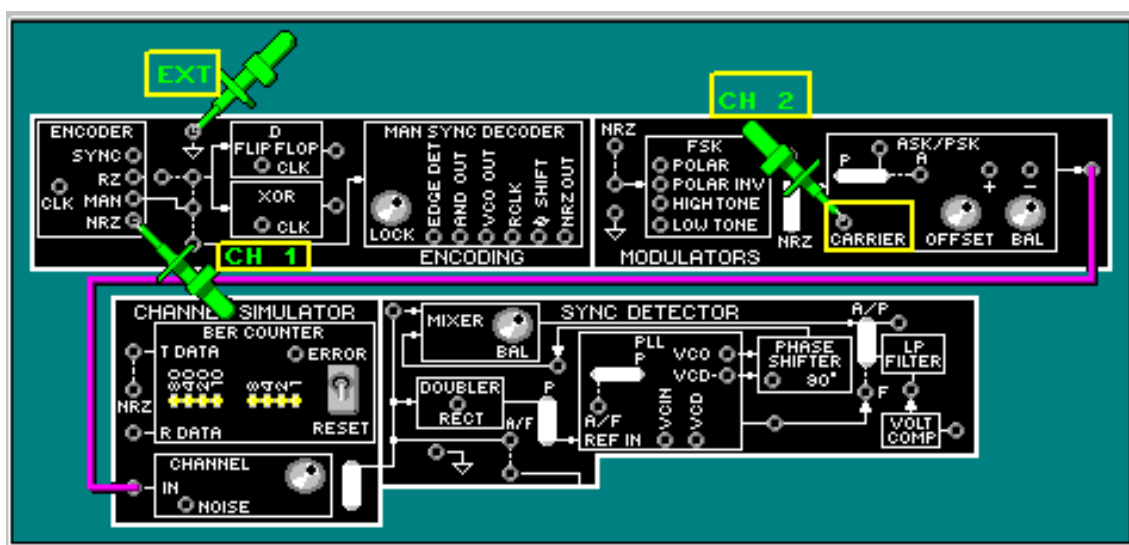 EXT
CH 2
ENCODER
SYNC
RZ
CLK MAN
NRZ
D
FLIP FLOP
CLK
XOR
CLK
MAN SYNC DECODER
LOCK
EDGE DET
AND OUT
VCO OUT
RCLK
Φ SHIFT
NRZ OUT
CH 1
ENCODING
NRZ
FSK
POLAR
POLAR INV
HIGH TONE
LOW TONE
NRZ
ASK/PSK
P A
+ -
CARRIER
OFFSET BAL
MODULATORS
CHANNEL SIMULATOR
BER COUNTER
T DATA
ERROR
8421
8421
NRZ
R DATA
RESET
CHANNEL
IN
NOISE
SYNC DETECTOR
MIXER
BAL
DOUBLER
RECT
P
A/F
PLL
P
VCO
VCD-
A/F
REF IN
VCIN
VCD
PHASE
SHIFTER
90°
A/P
LP
FILTER
F
VOLT
COMP